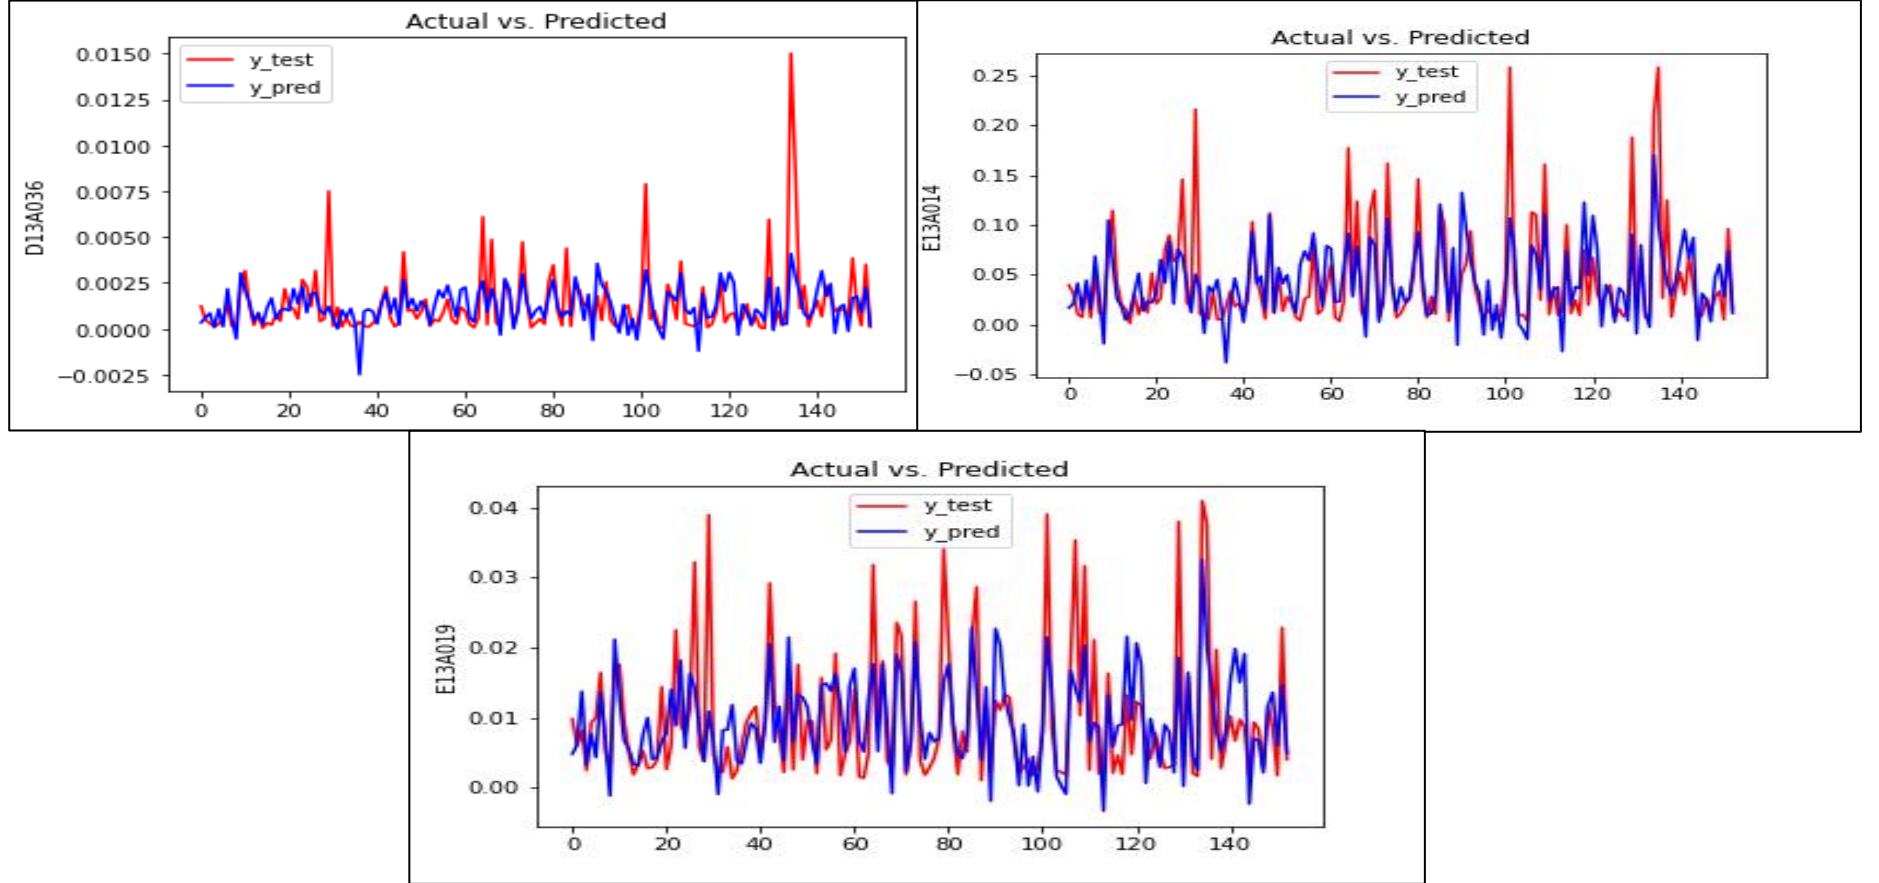 Actual vs. Predicted
y_test
y_pred
D13A036
0.0150
0.0125
0.0100
0.0075
0.0050
0.0025
0.0000
−0.0025
0 20 40 60 80 100 120 140
Actual vs. Predicted
y_test
y_pred
E13A014
0.25
0.20
0.15
0.10
0.05
0.00
−0.05
0 20 40 60 80 100 120 140
Actual vs. Predicted
y_test
y_pred
E13A019
0.04
0.03
0.02
0.01
0.00
0 20 40 60 80 100 120 140